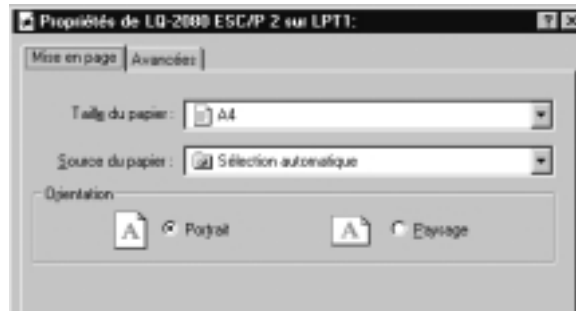 Propriétés de LQ-2080 ESC/P 2 sur LPT1:
Mise en page Avancées
Taille du papier : A4
Source du papier : Sélection automatique
Orientation
A Portrait A Paysage